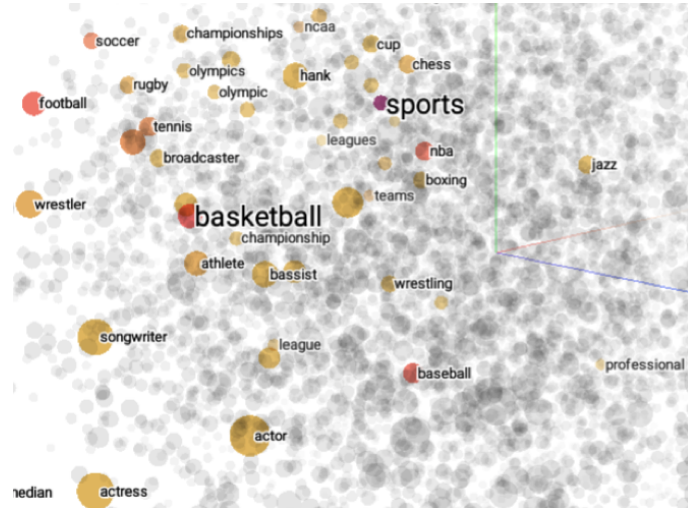 ncaa
championships
soccer
cup
chess
olympics
hank
rugby
olympic
football
sports
tennis
leagues
nba
broadcaster
jazz
boxing
teams
wrestler
basketball
championship
athlete
bassist
wrestling
songwriter
league
professional
baseball
actor
nedian
actress